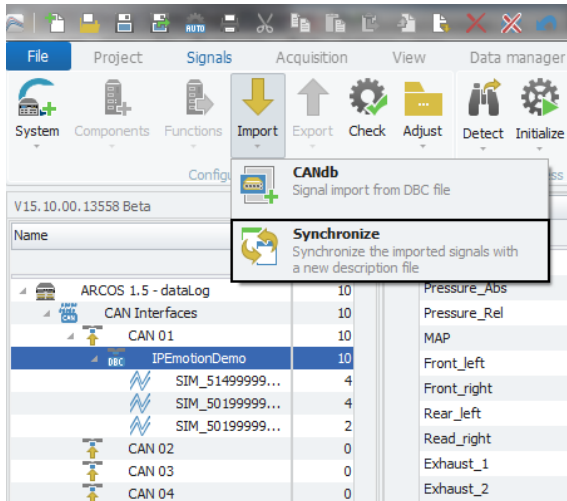 AUTO
File Project Signals Acquisition View Data manager
System Components Functions Import Export Check Adjust Detect Initialize
CANdb
Signal import from DBC file
Synchronize
Synchronize the imported signals with
a new description file
V15.10.00.13558 Beta
Name
ARCOS 1.5 - dataLog 10
CAN Interfaces 10
CAN 01 10
DBC IPEmotionDemo 10
SIM_51499999... 4
SIM_50199999... 4
SIM_50199999... 2
CAN 02 0
CAN 03 0
CAN 04 0
Pressure_Abs
Pressure_Rel
MAP
Front_left
Front_right
Rear_left
Read_right
Exhaust_1
Exhaust_2